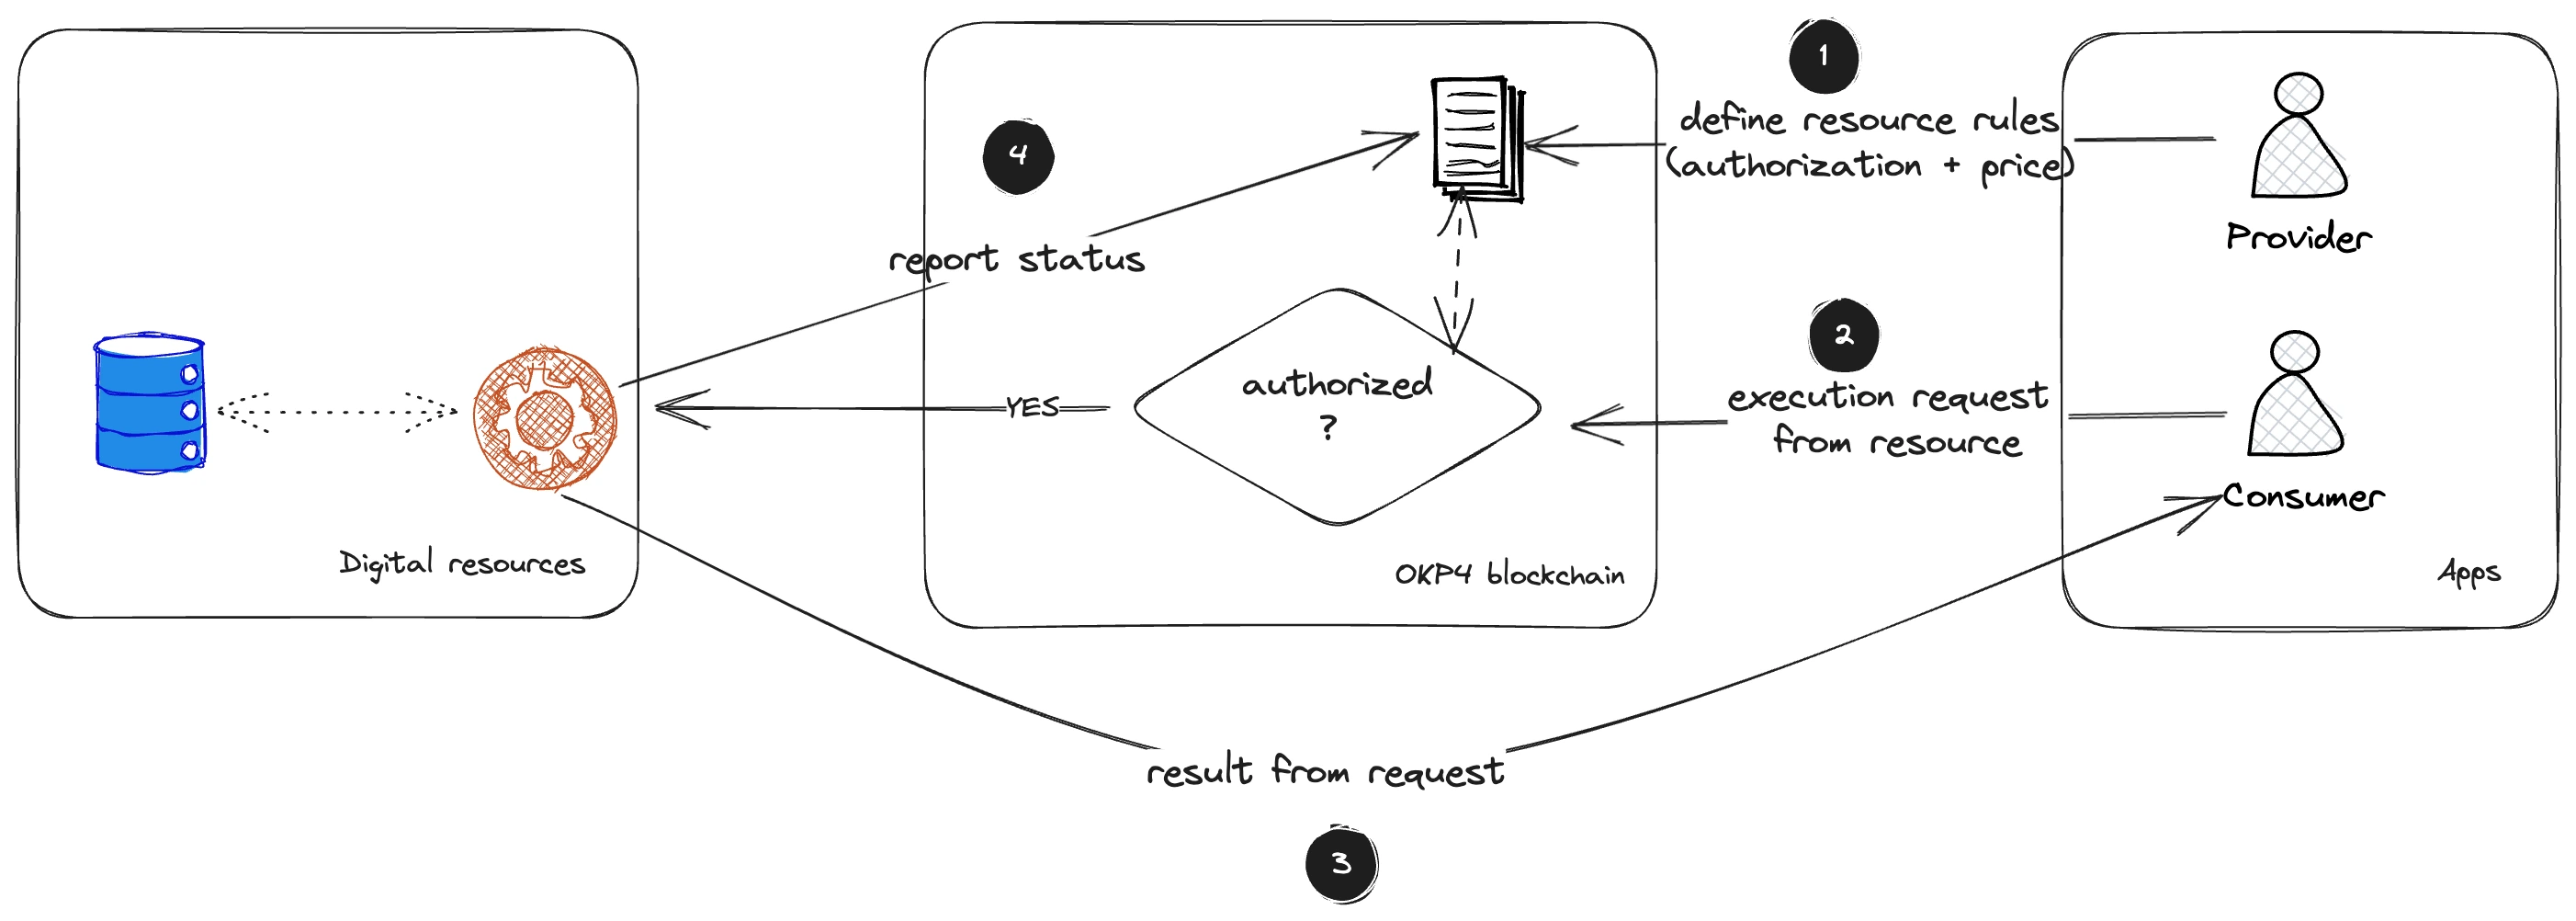 1
define resource rules
(authorization + price)
Provider
4
report status
2
execution request
from resource
authorized
?
YES
Consumer
Digital resources
OKP4 blockchain
Apps
result from request
3